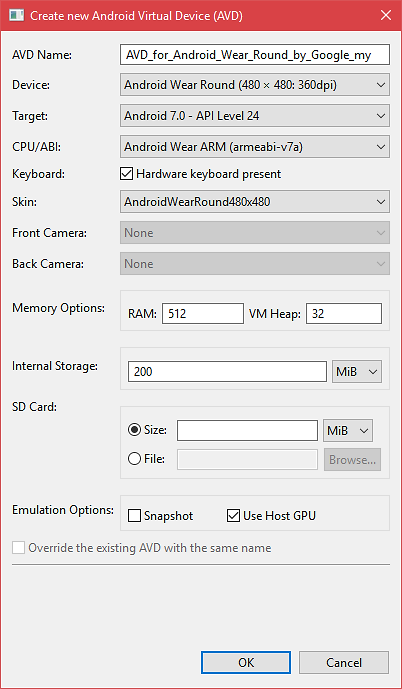 Create new Android Virtual Device (AVD)
AVD Name: AVD_for_Android_Wear_Round_by_Google_my
Device: Android Wear Round (480 × 480: 360dpi)
Target: Android 7.0 - API Level 24
CPU/ABI: Android Wear ARM (armeabi-v7a)
Keyboard: Hardware keyboard present
Skin: AndroidWearRound480x480
Front Camera: None
Back Camera: None
Memory Options: RAM: 512 VM Heap: 32
Internal Storage: 200 MiB
SD Card:
Size: MiB
File: Browse...
Emulation Options: Snapshot Use Host GPU
Override the existing AVD with the same name
OK Cancel